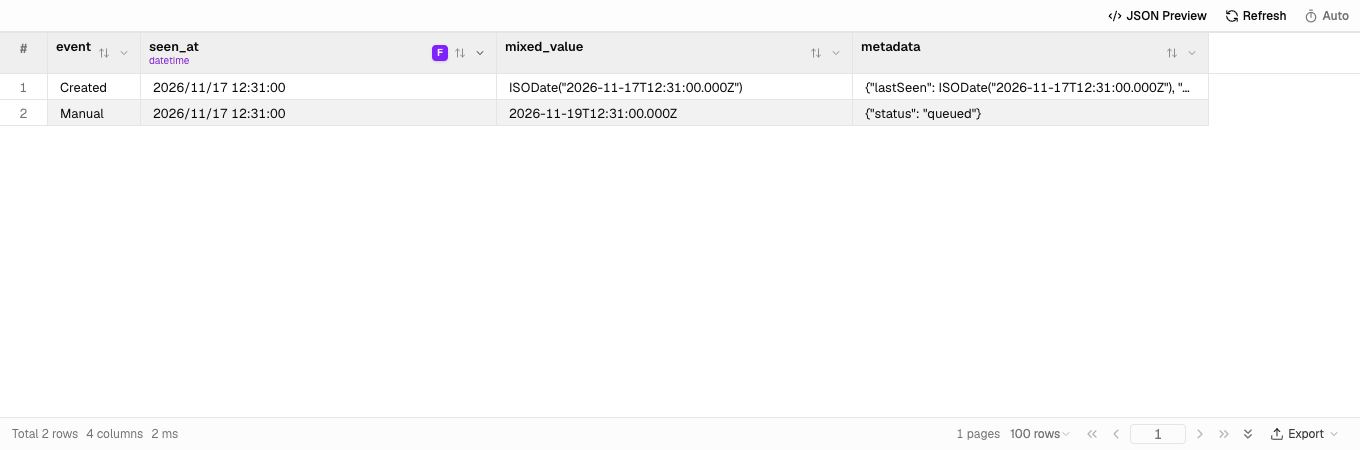 JSON Preview Refresh Auto
# event seen_at F mixed_value metadata
datetime
1 Created 2026/11/17 12:31:00 ISODate("2026-11-17T12:31:00.000Z") {"lastSeen": ISODate("2026-11-17T12:31:00.000Z"), "...
2 Manual 2026/11/17 12:31:00 2026-11-19T12:31:00.000Z {"status": "queued"}
Total 2 rows 4 columns 2 ms 1 pages 100 rows 1 Export